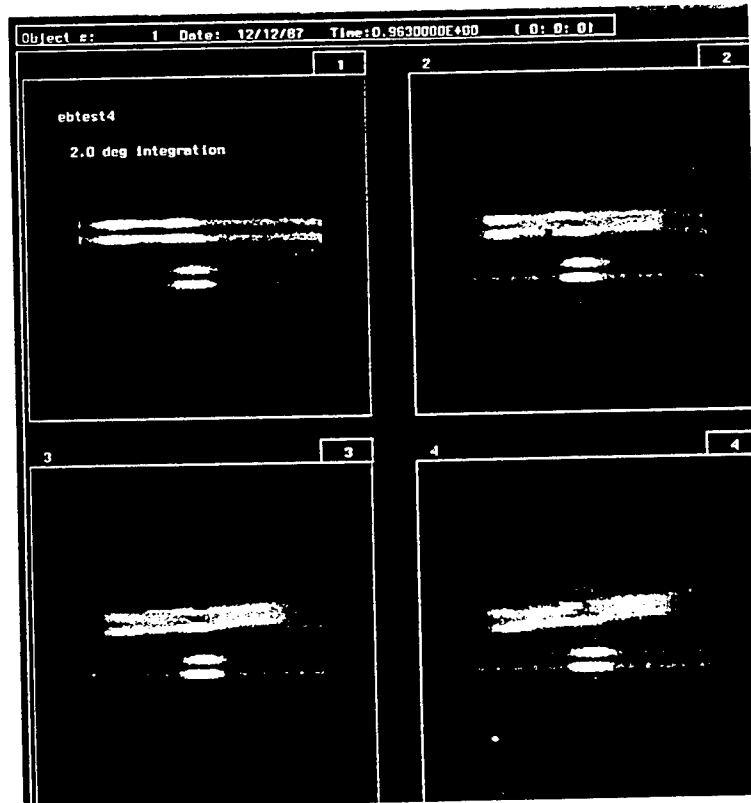 Object #: 1 Date: 12/12/87 Time:0.9630000E+00 [ 0: 0: 0]
1
2 2
ebtest4
2.0 deg integration
3 3
4 4